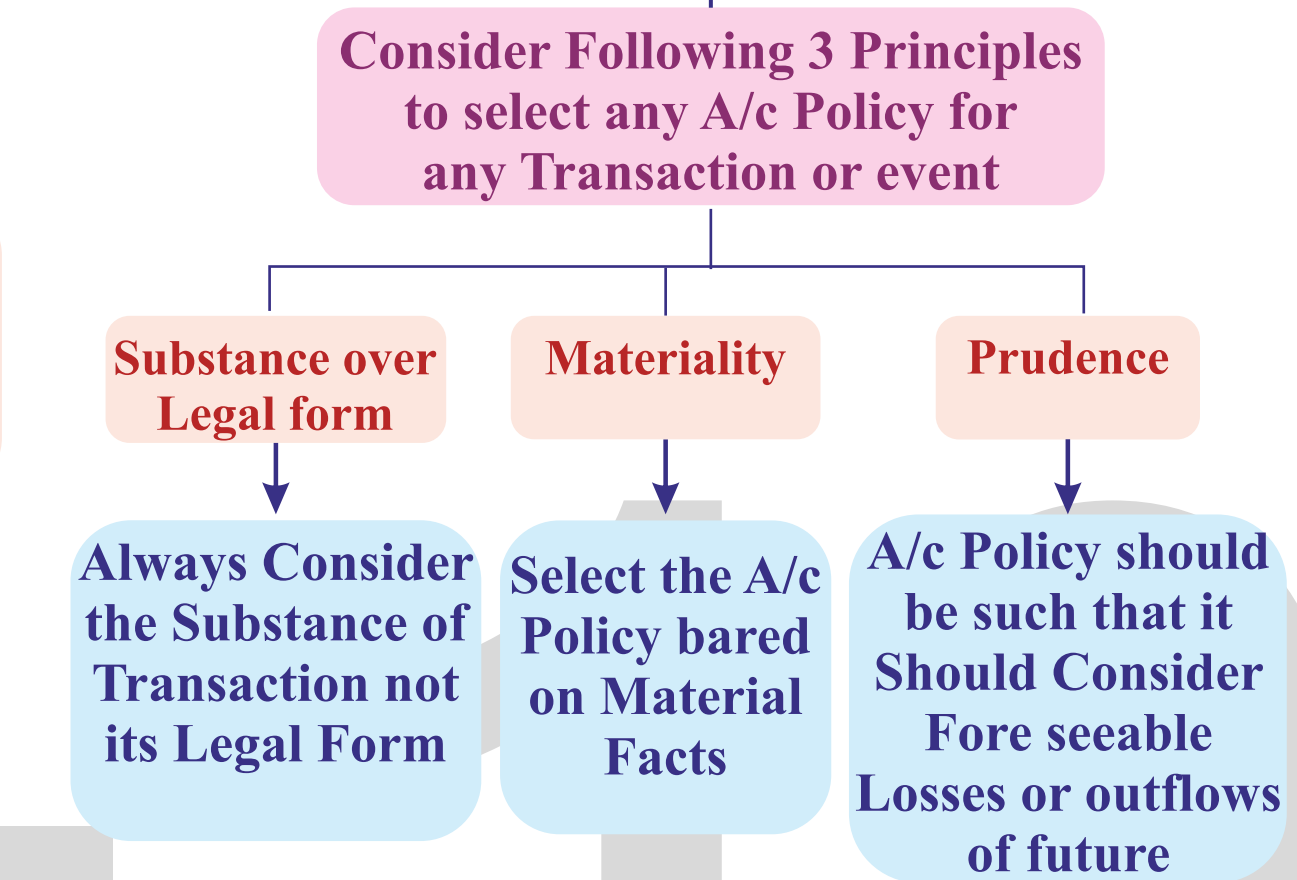 Consider Following 3 Principles
to select any A/c Policy for
any Transaction or event
Substance over
Legal form
Materiality
Prudence
Always Consider
the Substance of
Transaction not
its Legal Form
Select the A/c
Policy bared
on Material
Facts
A/c Policy should
be such that it
Should Consider
Fore seeable
Losses or outflows
of future